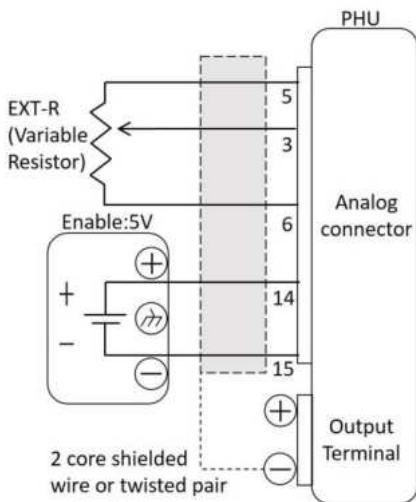 PHU
5
EXT-R
(Variable
Resistor)
3
6
Enable:5V
Analog
connector
+
+
14
−
−
15
+
Output
Terminal
−
2 core shielded
wire or twisted pair